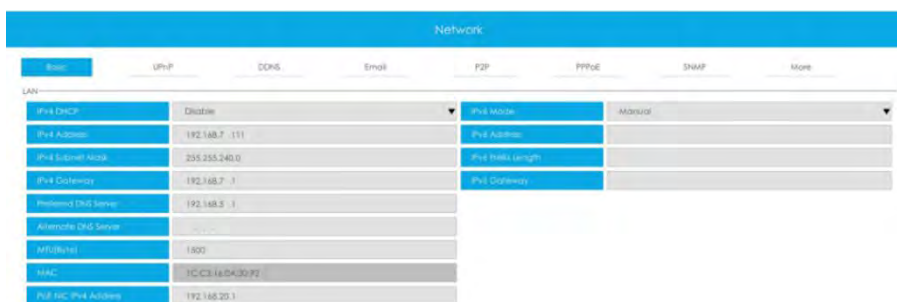 Network
Basic UPnP DDNS Email P2P PPPoE SNMP More
LAN
IPv4 DHCP Disable IPv6 Mode Manual
IPv4 Address 192.168.7 .111 IPv6 Address
IPv4 Subnet Mask 255.255.240.0 IPv6 Prefix Length
IPv4 Gateway 192.168.7 .1 IPv6 Gateway
Preferred DNS Server 192.168.5 .1
Alternate DNS Server . . .
MTU(Byte) 1500
MAC 1C:C3:16:0A:30:92
PoE NIC IPv4 Address 192.168.20.1